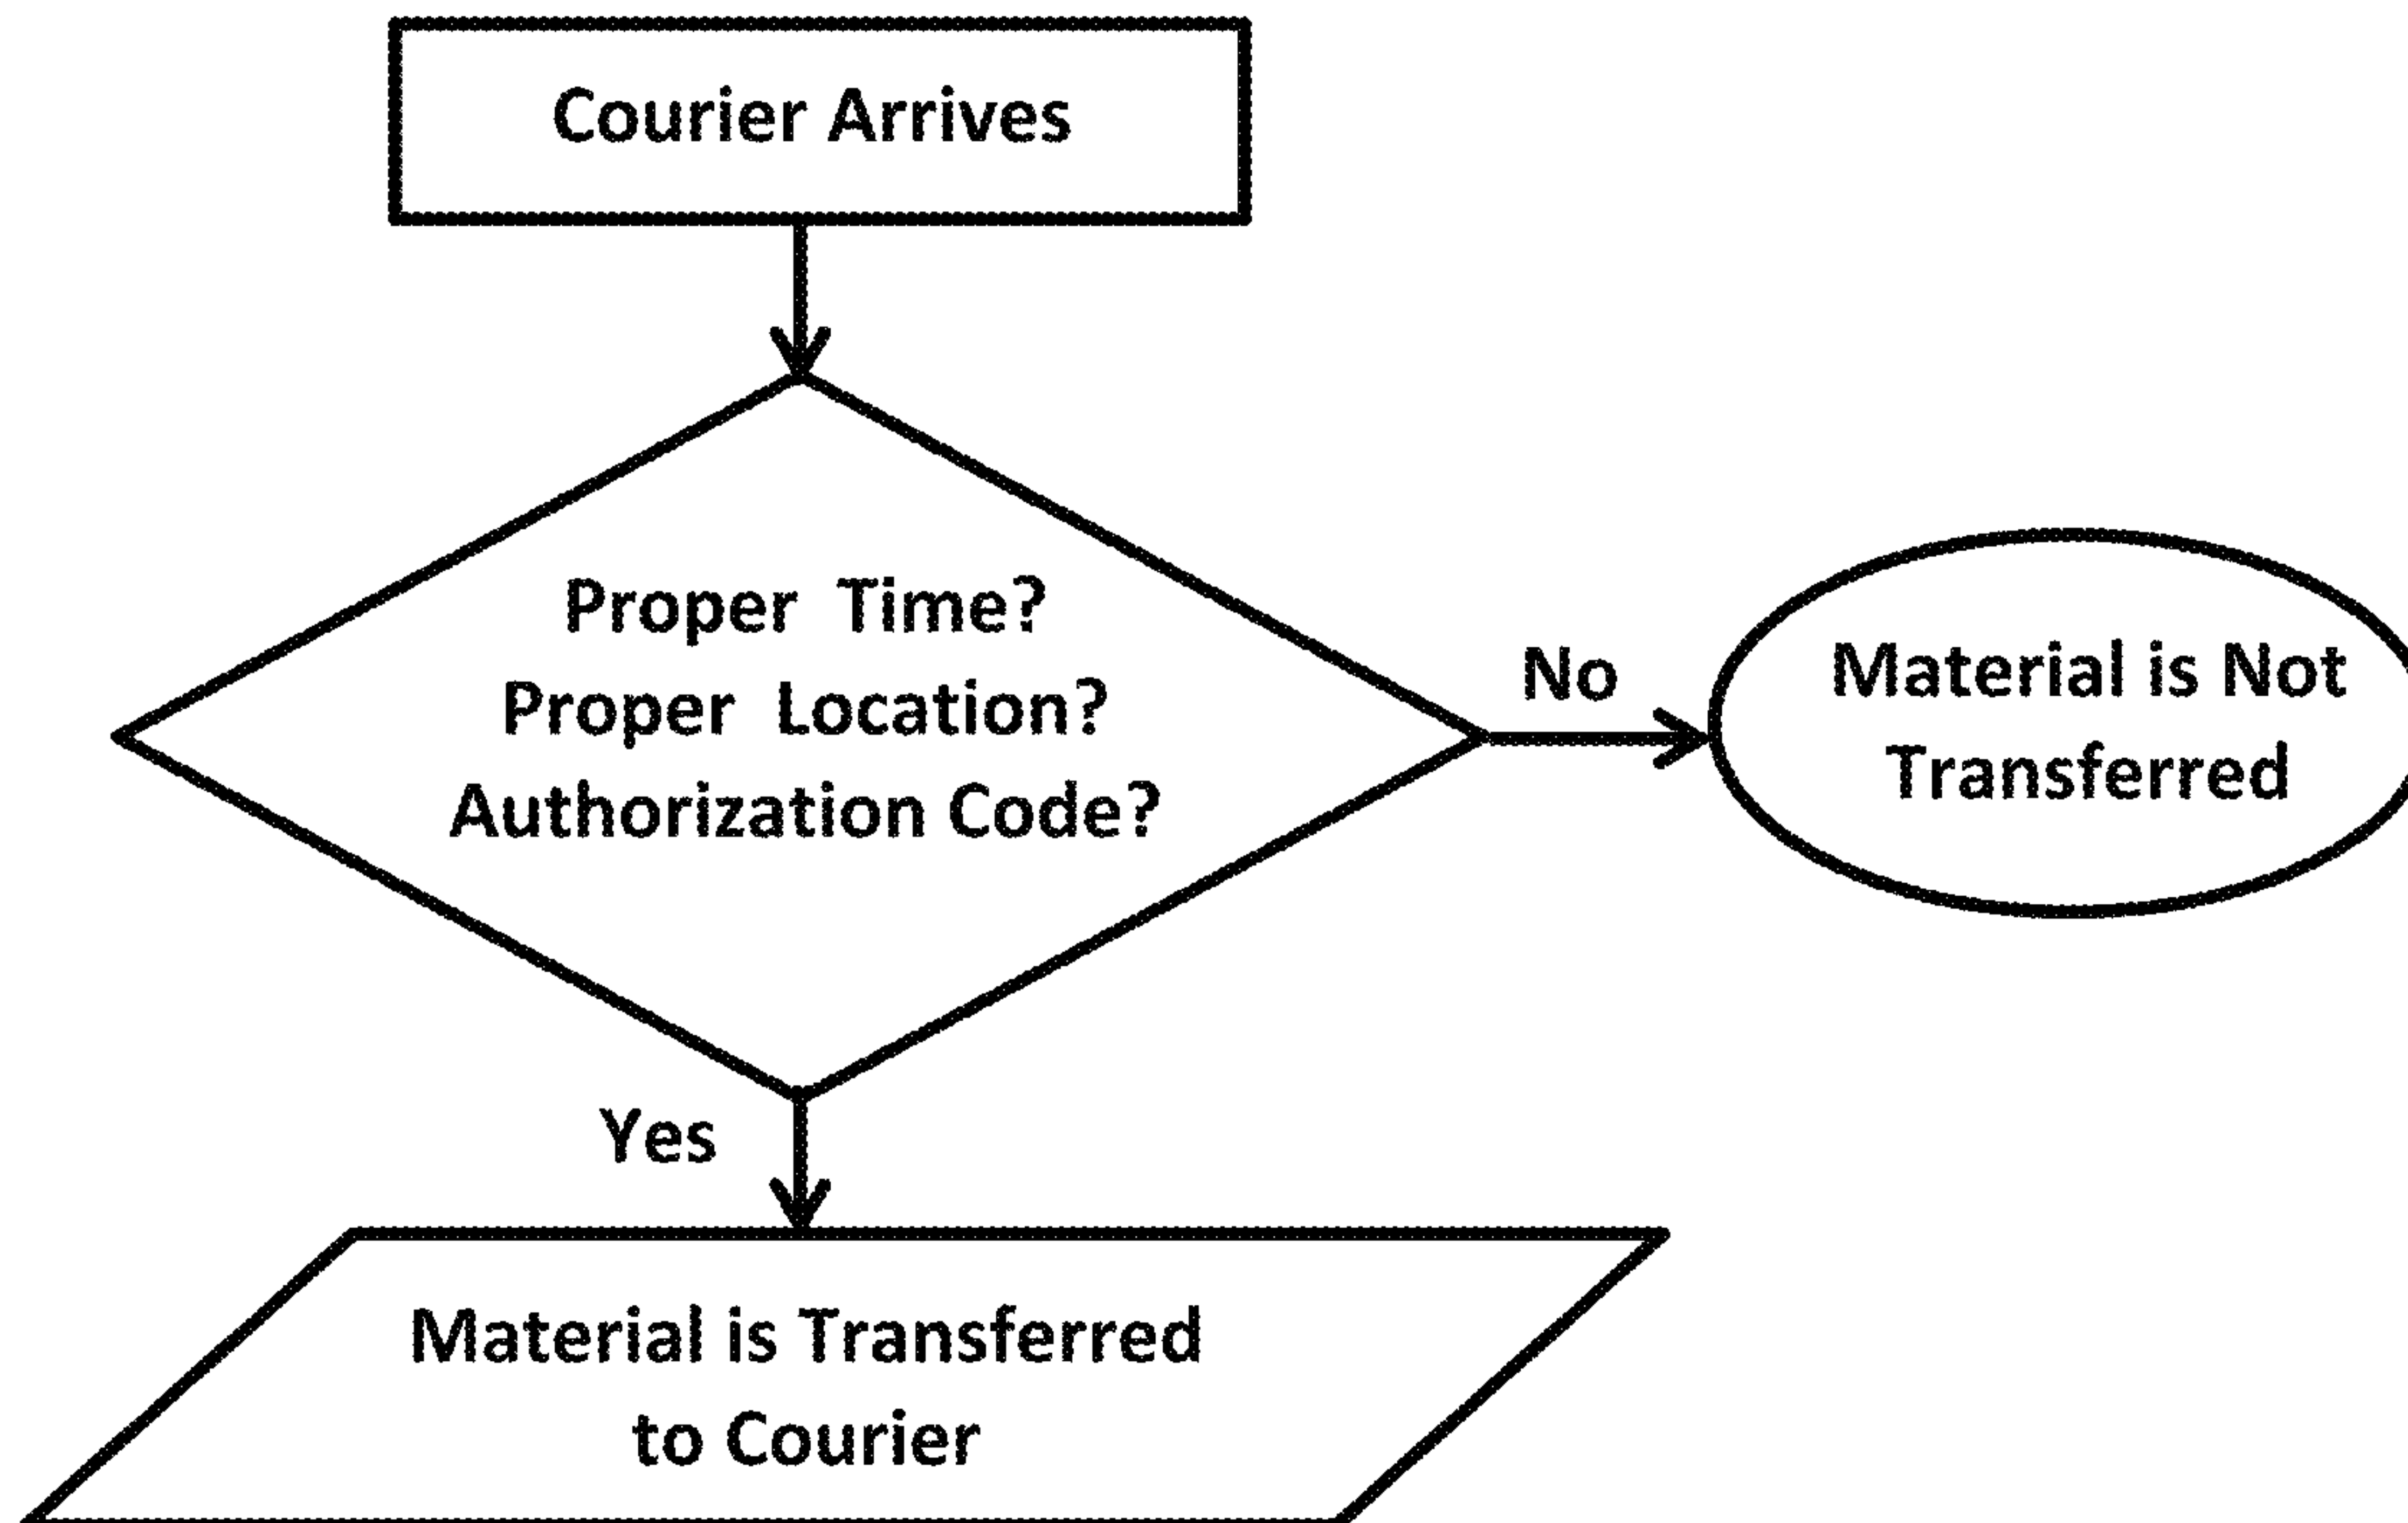 Courier Arrives
Proper Time?
Proper Location?
Authorization Code?
No
Material is Not
Transferred
Yes
Material is Transferred
to Courier